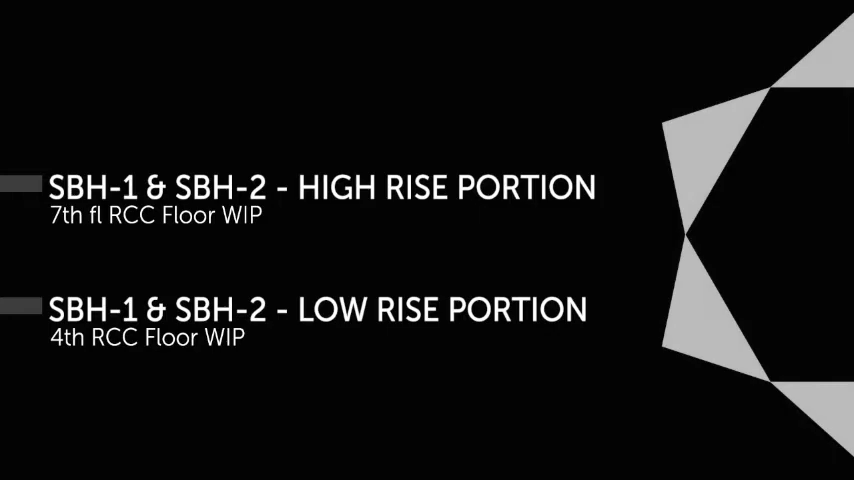 SBH-1 & SBH-2 - HIGH RISE PORTION
7th fl RCC Floor WIP
SBH-1 & SBH-2 - LOW RISE PORTION
4th RCC Floor WIP